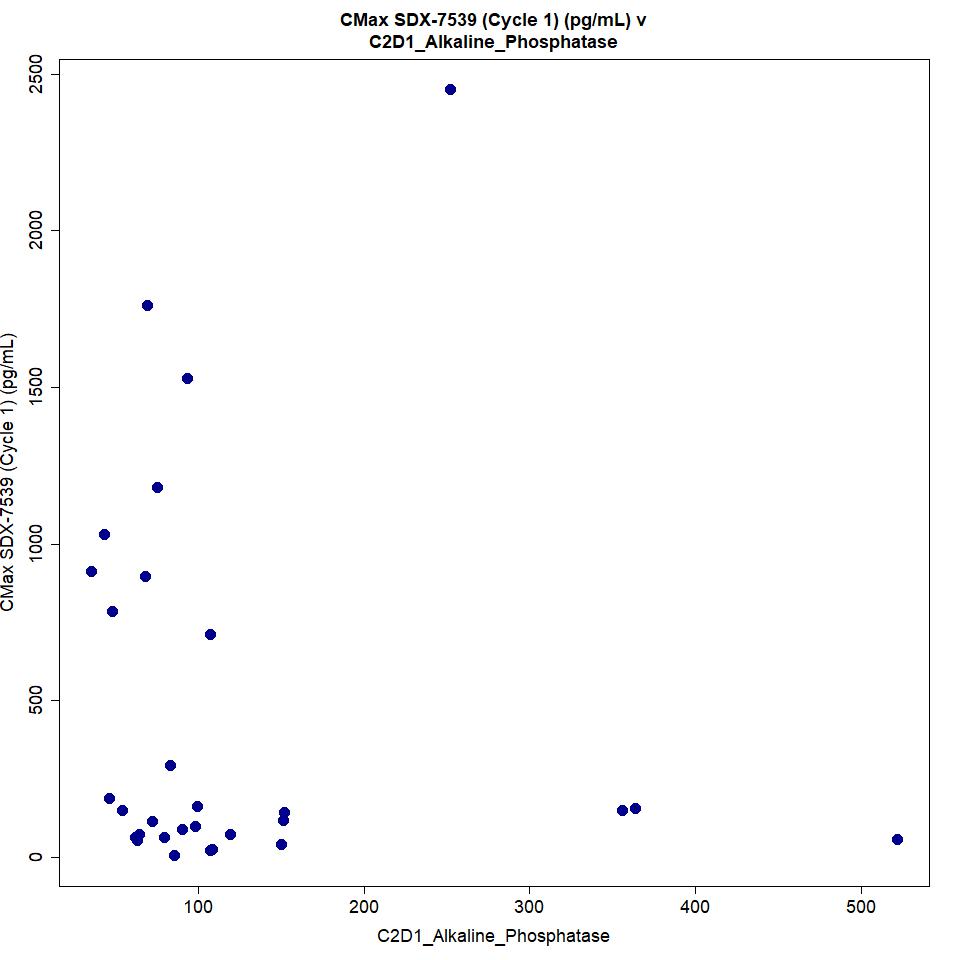 CMax SDX-7539 (Cycle 1) (pg/mL) v
C2D1_Alkaline_Phosphatase
CMax SDX-7539 (Cycle 1) (pg/mL)
2500
2000
1500
1000
500
0
100
200
300
400
500
C2D1_Alkaline_Phosphatase